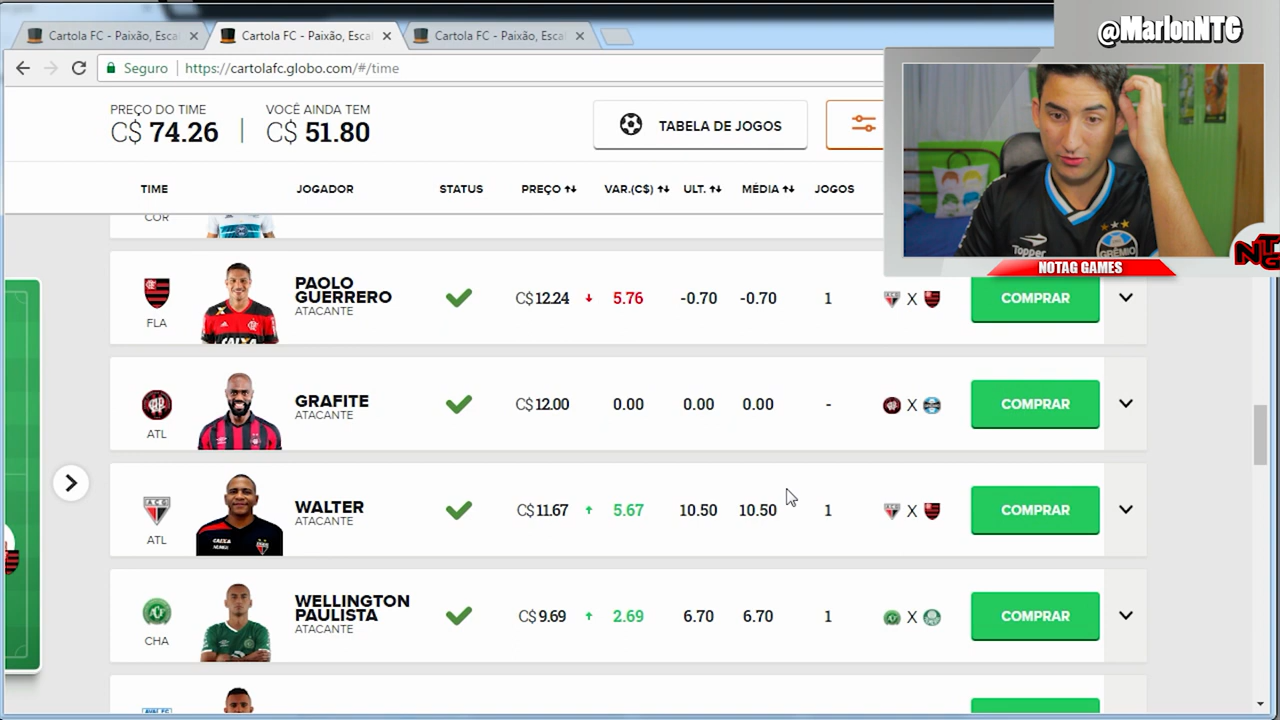 @MarlonNTG
Cartola FC - Paixão, Escal
Cartola FC - Paixão, Escal
Cartola FC - Paixão, Escal
Seguro
https://cartolafc.globo.com/#/time
PREÇO DO TIME
C$ 74.26
VOCÊ AINDA TEM
C$ 51.80
TABELA DE JOGOS
TIME JOGADOR STATUS PREÇO VAR.(C$) ULT. MÉDIA JOGOS
Topper
GRÊMIO
NTG
NOTAG GAMES
COR
FLA
PAOLO
GUERRERO
ATACANTE
C$ 12.24 5.76 -0.70 -0.70 1 X COMPRAR
ATL
GRAFITE
ATACANTE
C$ 12.00 0.00 0.00 0.00 - X COMPRAR
ACG
ATL
WALTER
ATACANTE
C$ 11.67 5.67 10.50 10.50 1 X COMPRAR
CHA
WELLINGTON
PAULISTA
ATACANTE
C$ 9.69 2.69 6.70 6.70 1 X COMPRAR
AVAÍ F.C.